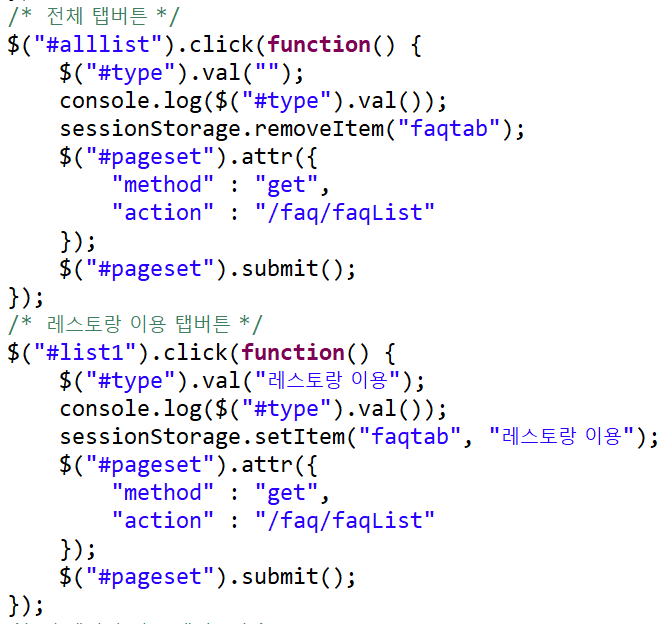 /* 전체 탭버튼 */
$("#alllist").click(function() {
    $("#type").val("");
    console.log($("#type").val());
    sessionStorage.removeItem("faqtab");
    $("#pageset").attr({
        "method" : "get",
        "action" : "/faq/faqList"
    });
    $("#pageset").submit();
});
/* 레스토랑 이용 탭버튼 */
$("#list1").click(function() {
    $("#type").val("레스토랑 이용");
    console.log($("#type").val());
    sessionStorage.setItem("faqtab", "레스토랑 이용");
    $("#pageset").attr({
        "method" : "get",
        "action" : "/faq/faqList"
    });
    $("#pageset").submit();
});